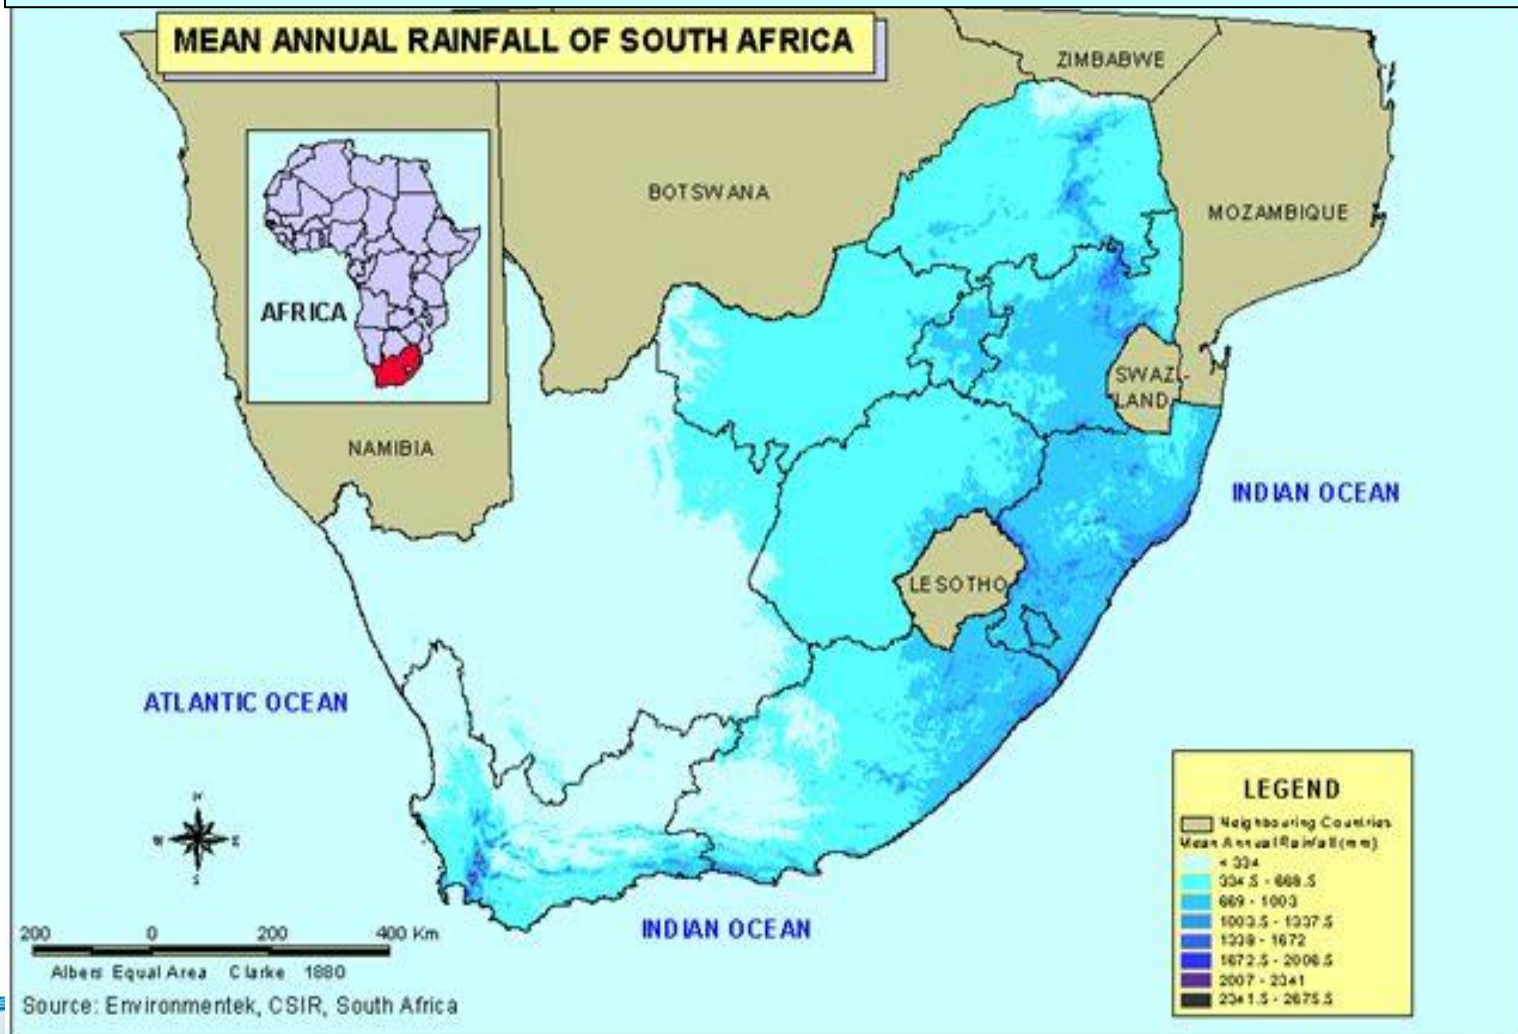 MEAN ANNUAL RAINFALL OF SOUTH AFRICA
ZIMBABWE
BOTSWANA
MOZAMBIQUE
AFRICA
SWAZI-
LAND
NAMIBIA
INDIAN OCEAN
LESOTHO
ATLANTIC OCEAN
N
W E
S
INDIAN OCEAN
LEGEND
Neighbouring Countries
Mean Annual Rainfall (mm)
< 334
334.5 - 668.5
669 - 1003
1003.5 - 1337.5
1338 - 1672
1672.5 - 2006.5
2007 - 2341
2341.5 - 2675.5
200 0 200 400 Km
Albers Equal Area Clarke 1880
Source: Environmentek, CSIR, South Africa